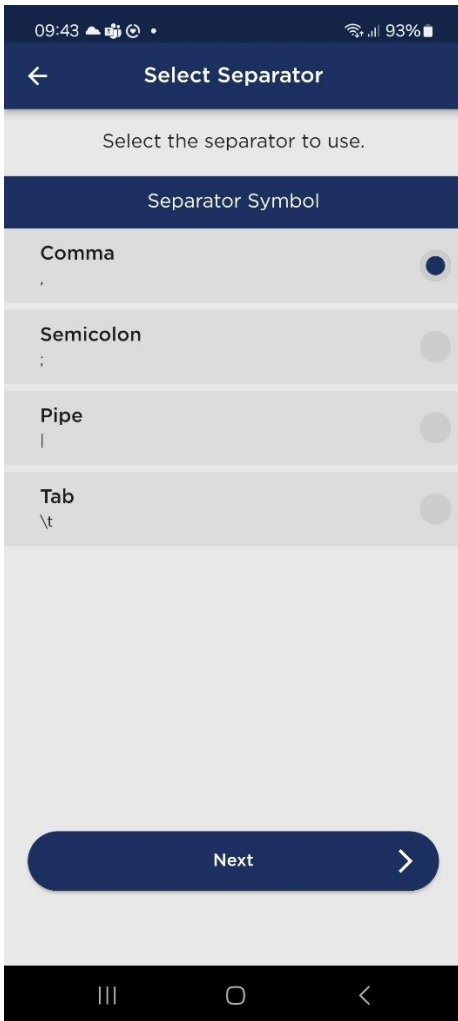 09:43
93%
Select Separator
Select the separator to use.
Separator Symbol
Comma
,
Semicolon
;
Pipe
|
Tab
\t
Next